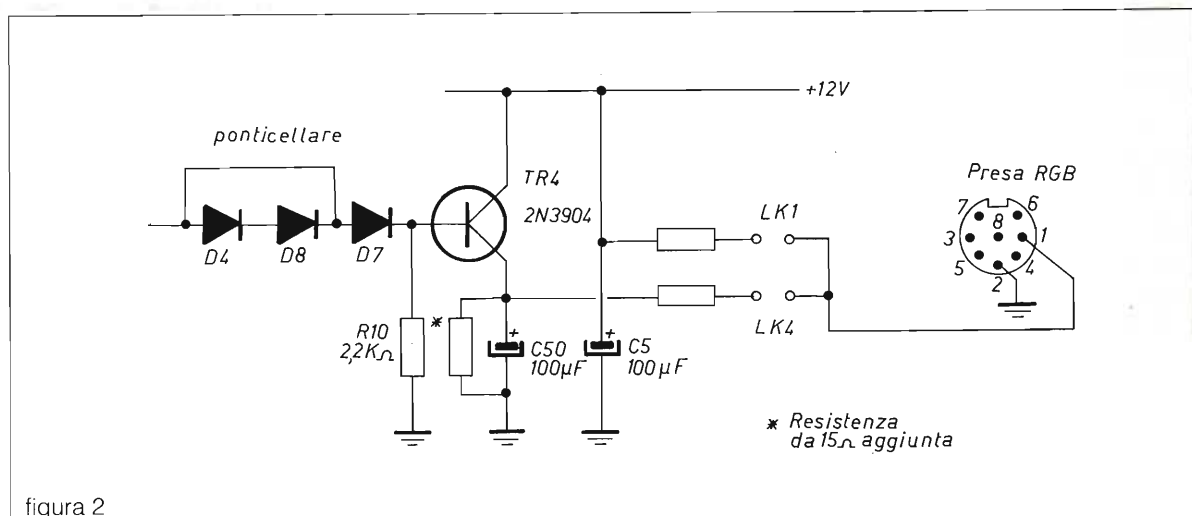 +12V
ponticellare
TR4
2N3904
Presa RGB
LK1
7
6
8
3
1
5
4
2
D4
D8
D7
LK4
R10
2,2KΩ
*
+
C50
100µF
+
C5
100µF
* Resistenza
da 15Ω aggiunta
figura 2